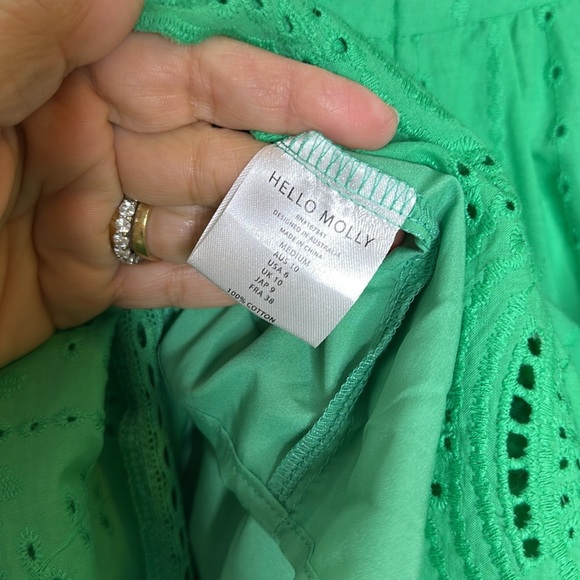 HELLO MOLLY
DESIGNED IN AUSTRALIA
MADE IN CHINA
MEDIUM
AUS 10
USA 6
UK 10
JAP 9
FRA 38
100% COTTON